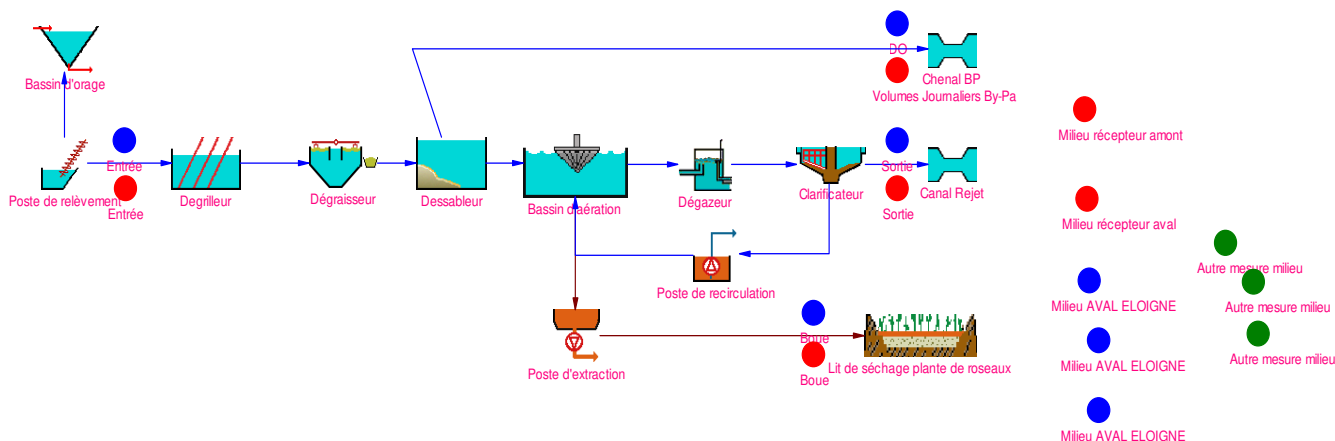 DO
Bassin d'orage
Chenal BP
Volumes Journaliers By-Pa
Milieu récepteur amont
Entrée
Sortie
Poste de relèvement
Entrée
Degrilleur
Dégraisseur
Dessableur
Bassin d'aération
Dégazeur
Clarificateur
Sortie
Canal Rejet
Milieu récepteur aval
Autre mesure milieu
Poste de recirculation
Milieu AVAL ELOIGNE
Autre mesure milieu
Boue
Poste d'extraction
Boue
Lit de séchage plante de roseaux
Milieu AVAL ELOIGNE
Autre mesure milieu
Milieu AVAL ELOIGNE